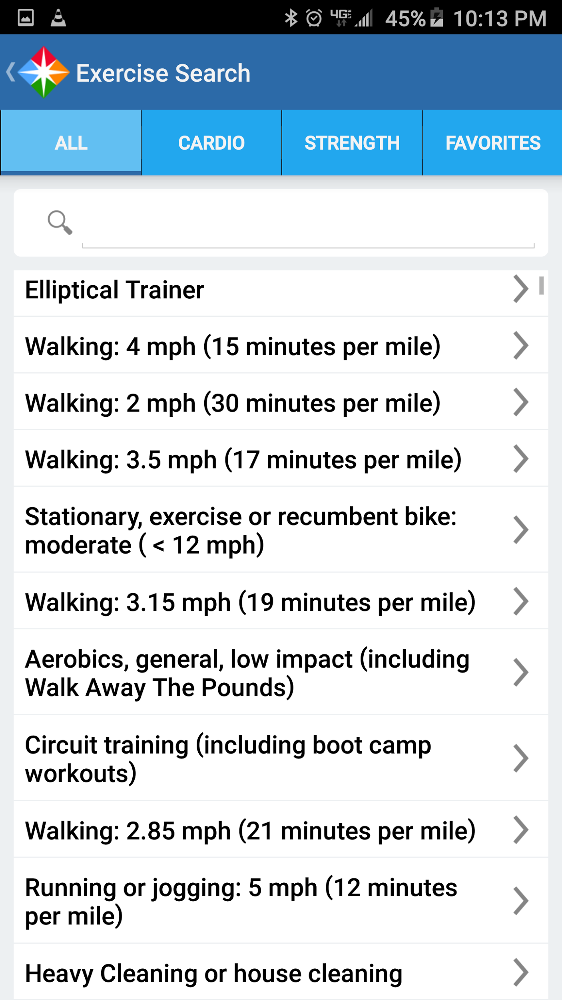 4G LTE 45% 10:13 PM
Exercise Search
ALL CARDIO STRENGTH FAVORITES
Elliptical Trainer
Walking: 4 mph (15 minutes per mile)
Walking: 2 mph (30 minutes per mile)
Walking: 3.5 mph (17 minutes per mile)
Stationary, exercise or recumbent bike:
moderate ( < 12 mph)
Walking: 3.15 mph (19 minutes per mile)
Aerobics, general, low impact (including
Walk Away The Pounds)
Circuit training (including boot camp
workouts)
Walking: 2.85 mph (21 minutes per mile)
Running or jogging: 5 mph (12 minutes
per mile)
Heavy Cleaning or house cleaning